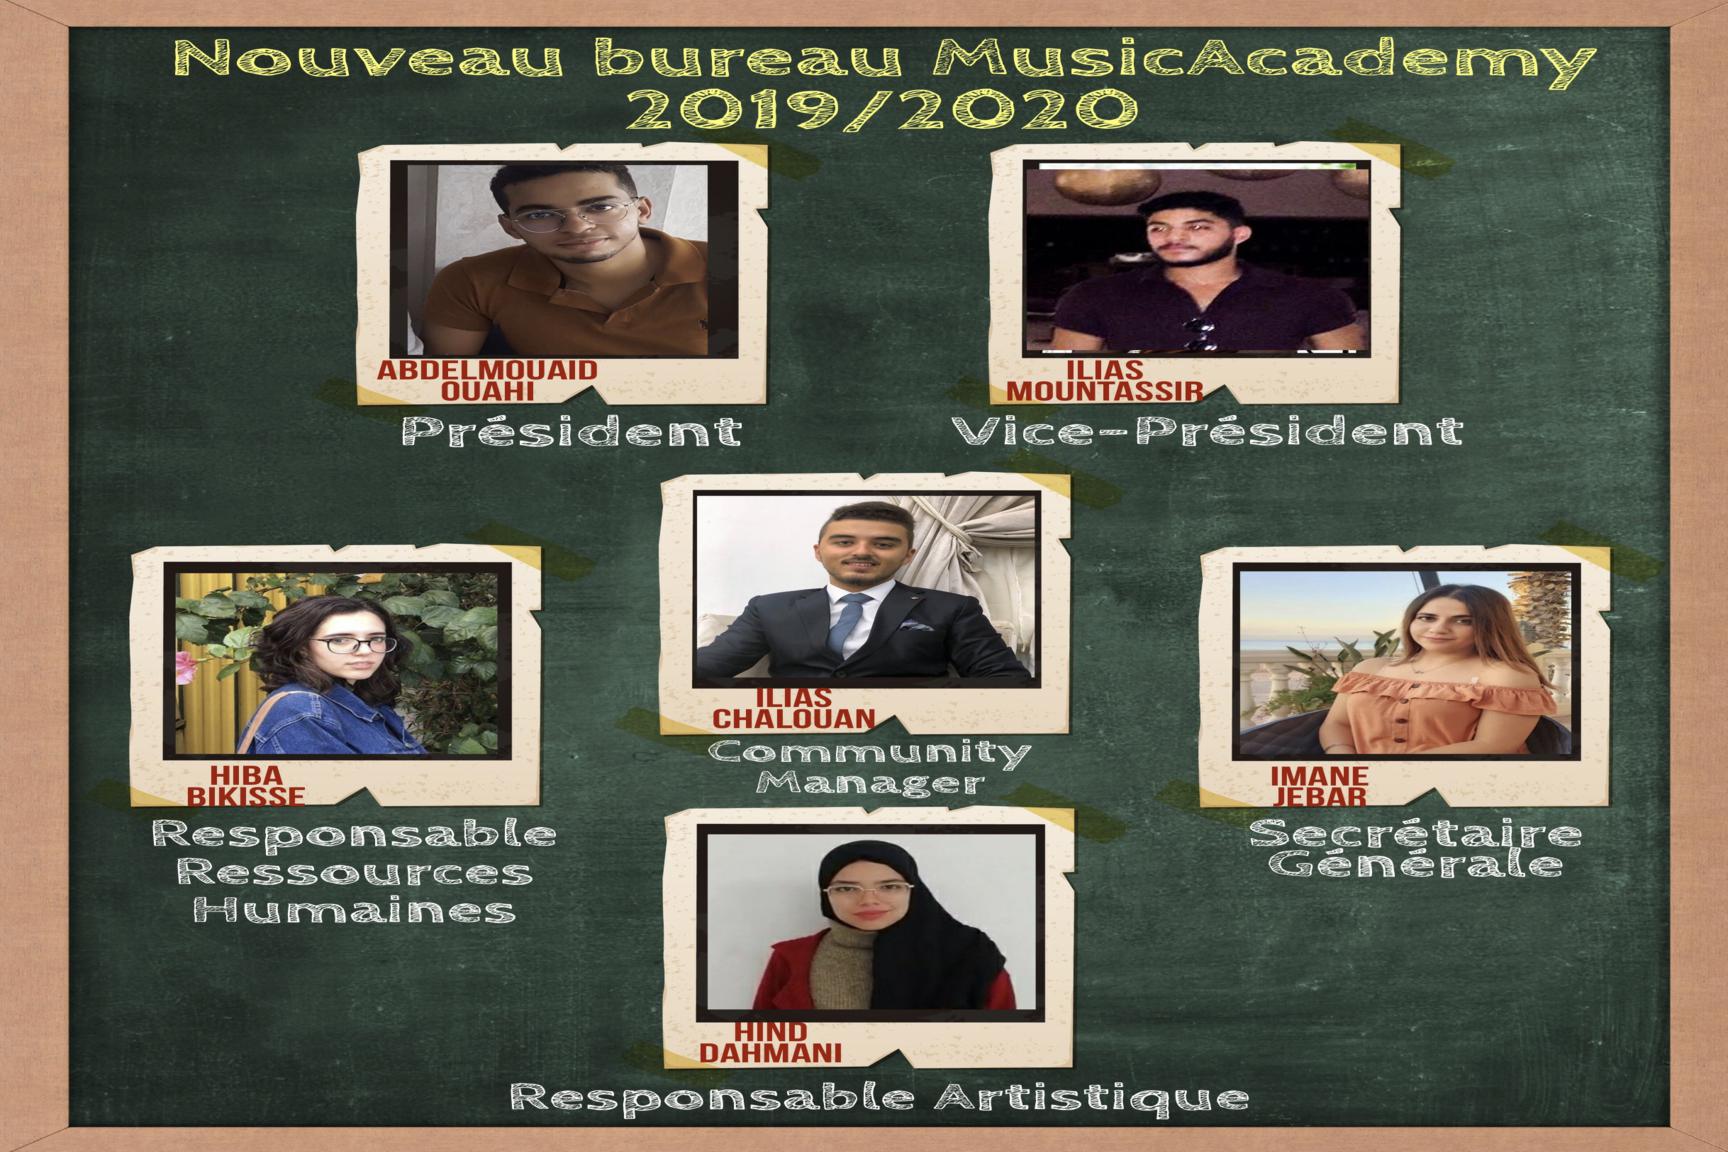 Nouveau bureau MusicAcademy
2019/2020
ABDELMOUAID
OUAHI
Président
ILIAS
MOUNTASSIR
Vice-Président
ILIAS
CHALOUAN
Community
Manager
HIBA
BIKISSE
Responsable
Ressources
Humaines
IMANE
JEBAR
Secrétaire
Générale
HIND
DAHMANI
Responsable Artistique